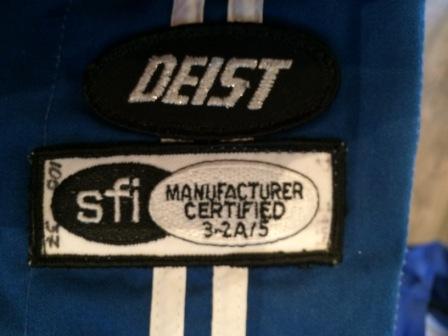 DEIST
sfi
MANUFACTURER
CERTIFIED
3-2A/5